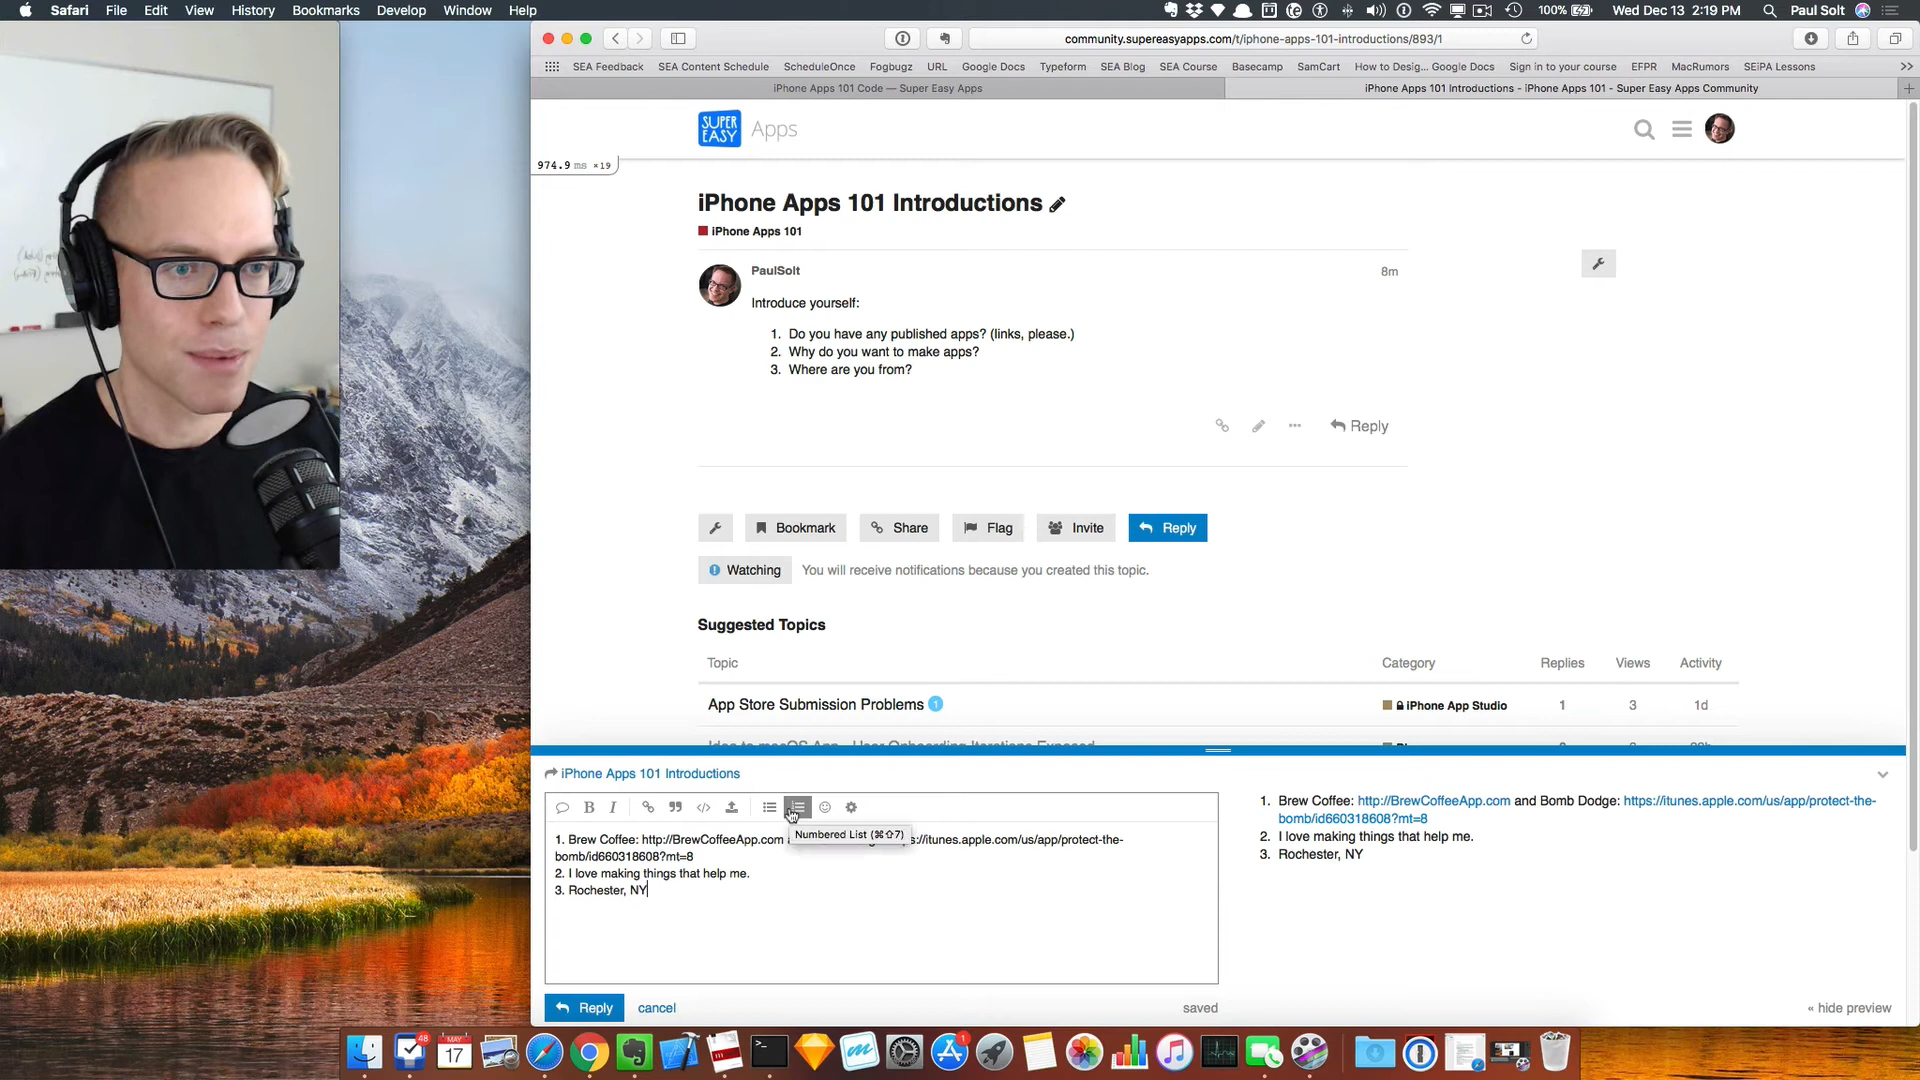 Safari File Edit View History Bookmarks Develop Window Help
100% Wed Dec 13 2:19 PM Paul Solt
community.supereasyapps.com/t/iphone-apps-101-introductions/893/1
SEA Feedback SEA Content Schedule ScheduleOnce Fogbugz URL Google Docs Typeform SEA Blog SEA Course Basecamp SamCart How to Desig... Google Docs Sign in to your course EFPR MacRumors SEiPA Lessons
iPhone Apps 101 Code — Super Easy Apps
iPhone Apps 101 Introductions - iPhone Apps 101 - Super Easy Apps Community
SUPER
EASY
Apps
974.9 ms ×19
iPhone Apps 101 Introductions
iPhone Apps 101
PaulSolt
8m
Introduce yourself:
1. Do you have any published apps? (links, please.)
2. Why do you want to make apps?
3. Where are you from?
Reply
Bookmark Share Flag Invite Reply
Watching You will receive notifications because you created this topic.
Suggested Topics
Topic Category Replies Views Activity
App Store Submission Problems 1 iPhone App Studio 1 3 1d
iPhone Apps 101 Introductions
B I
Numbered List (⌘⇧7)
1. Brew Coffee: http://BrewCoffeeApp.com itunes.apple.com/us/app/protect-the-
bomb/id660318608?mt=8
2. I love making things that help me.
3. Rochester, NY
1. Brew Coffee: http://BrewCoffeeApp.com and Bomb Dodge: https://itunes.apple.com/us/app/protect-the-
bomb/id660318608?mt=8
2. I love making things that help me.
3. Rochester, NY
Reply cancel saved « hide preview
48
MAY
17
1